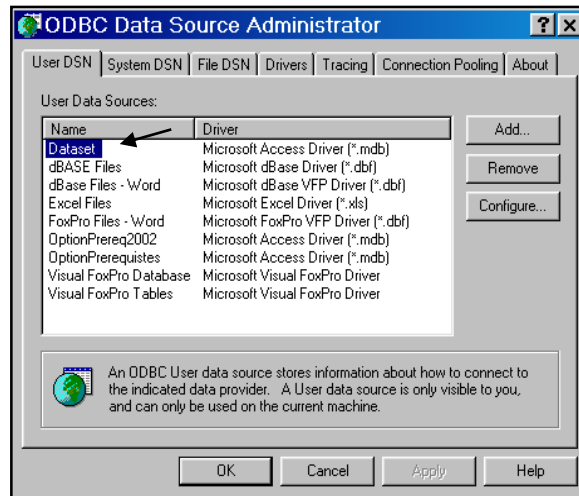 ODBC Data Source Administrator
User DSN System DSN File DSN Drivers Tracing Connection Pooling About
User Data Sources:
Name Driver
Dataset Microsoft Access Driver (*.mdb)
dBASE Files Microsoft dBase Driver (*.dbf)
dBase Files - Word Microsoft dBase VFP Driver (*.dbf)
Excel Files Microsoft Excel Driver (*.xls)
FoxPro Files - Word Microsoft FoxPro VFP Driver (*.dbf)
OptionPrereq2002 Microsoft Access Driver (*.mdb)
OptionPrerequistes Microsoft Access Driver (*.mdb)
Visual FoxPro Database Microsoft Visual FoxPro Driver
Visual FoxPro Tables Microsoft Visual FoxPro Driver
Add...
Remove
Configure...
An ODBC User data source stores information about how to connect to
the indicated data provider. A User data source is only visible to you,
and can only be used on the current machine.
OK Cancel Apply Help